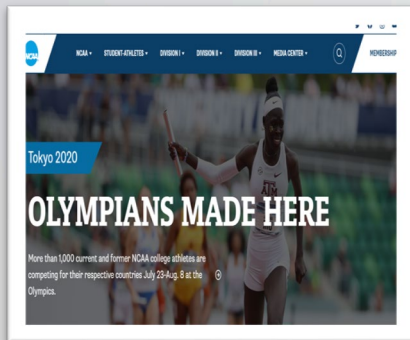 NCAA
NCAA STUDENT-ATHLETES DIVISION I DIVISION II DIVISION III MEDIA CENTER MEMBERSHIP
Tokyo 2020
OLYMPIANS MADE HERE
More than 1,000 current and former NCAA college athletes are
competing for their respective countries July 23-Aug. 8 at the
Olympics.
ATM